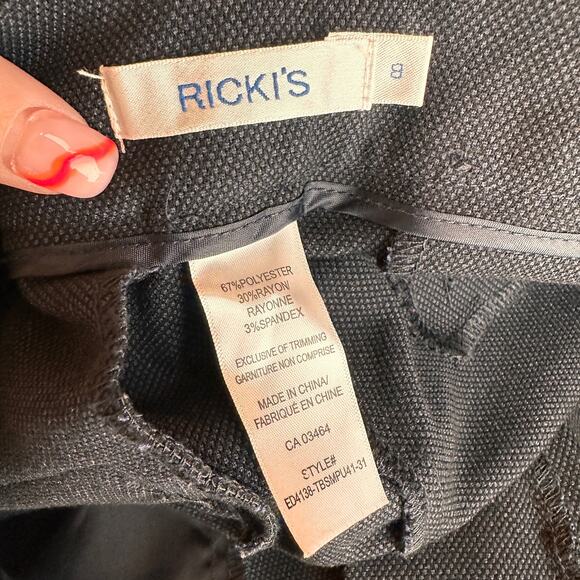 RICKI'S
8
67%POLYESTER
30%RAYON
RAYONNE
3%SPANDEX
EXCLUSIVE OF TRIMMING
GARNITURE NON COMPRISE
MADE IN CHINA/
FABRIQUÉ EN CHINE
CA 03464
STYLE#
ED4138-TBSMPU41-31